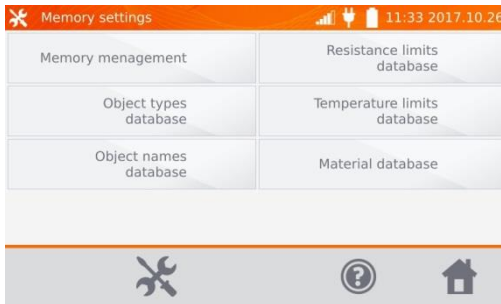 Memory settings
11:33 2017.10.26
Memory menagement
Resistance limits
database
Object types
database
Temperature limits
database
Object names
database
Material database
?